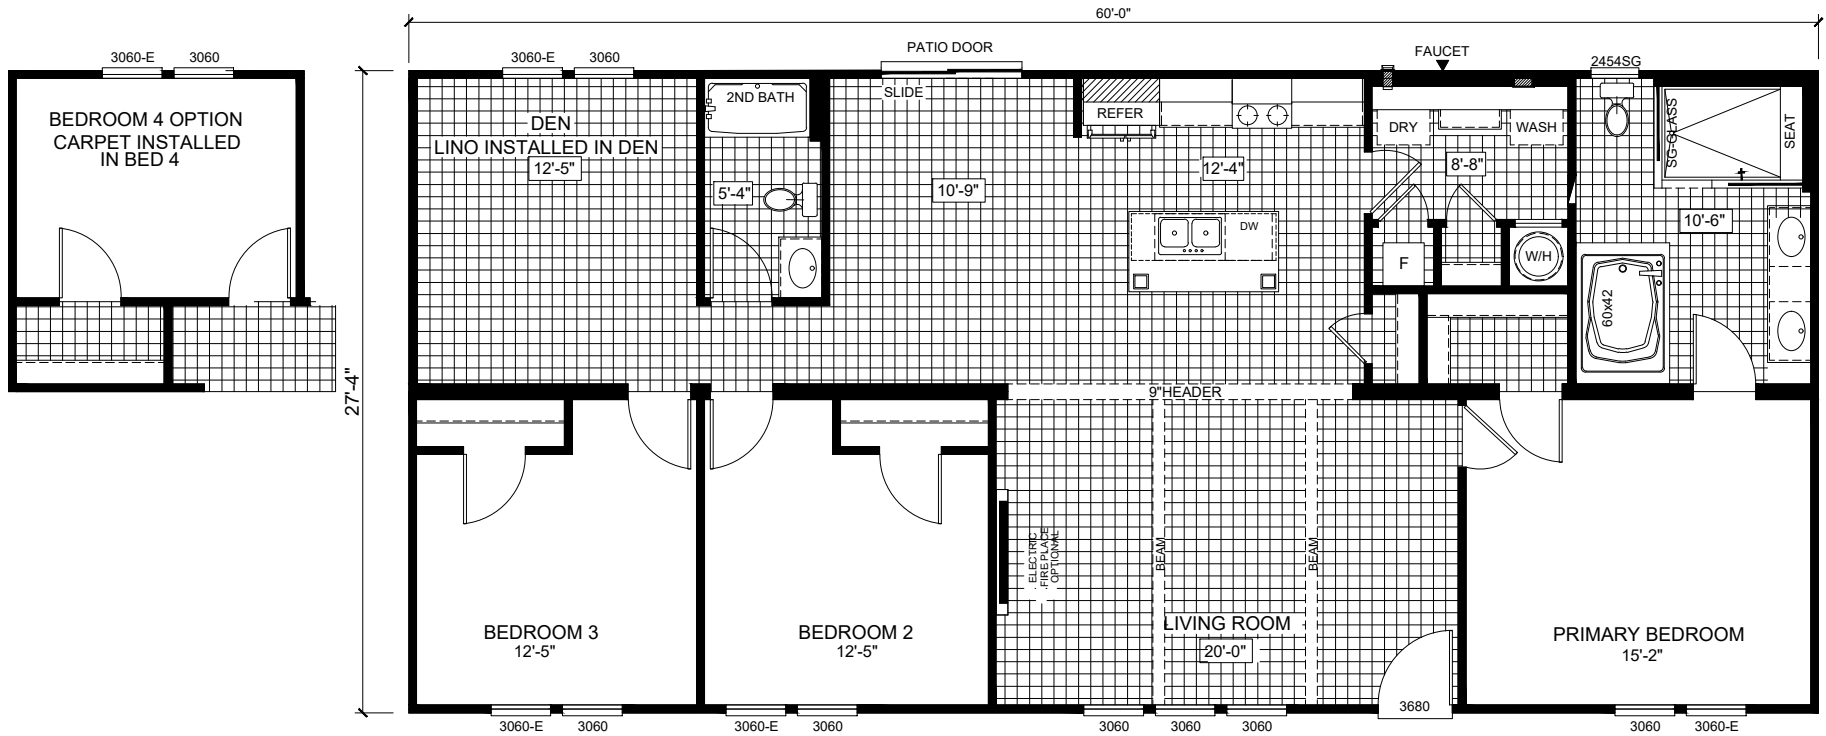 60'-0"
3060-E
3060
BEDROOM 4 OPTION
CARPET INSTALLED
IN BED 4
27'-4"
3060-E
3060
DEN
LINO INSTALLED IN DEN
12'-5"
2ND BATH
5'-4"
PATIO DOOR
SLIDE
10'-9"
REFER
12'-4"
DW
FAUCET
DRY
WASH
8'-8"
F
W/H
2454SG
SG-GLASS
SEAT
10'-6"
60x42
9"HEADER
BEDROOM 3
12'-5"
3060-E
3060
BEDROOM 2
12'-5"
3060-E
3060
ELECTRIC
FIRE PLACE
OPTIONAL
BEAM
BEAM
LIVING ROOM
20'-0"
3060
3060
3060
3680
PRIMARY BEDROOM
15'-2"
3060
3060-E